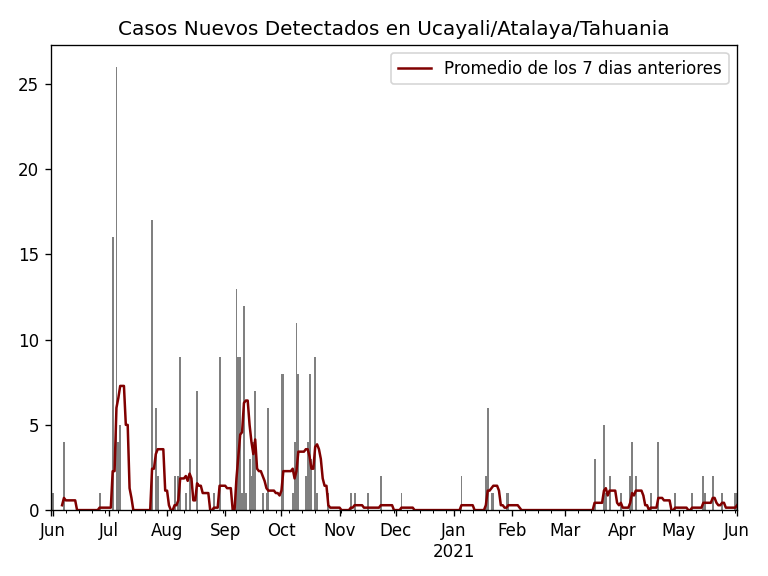 Casos Nuevos Detectados en Ucayali/Atalaya/Tahuania
Promedio de los 7 dias anteriores
25
20
15
10
5
0
Jun Jul Aug Sep Oct Nov Dec Jan Feb Mar Apr May Jun
2021